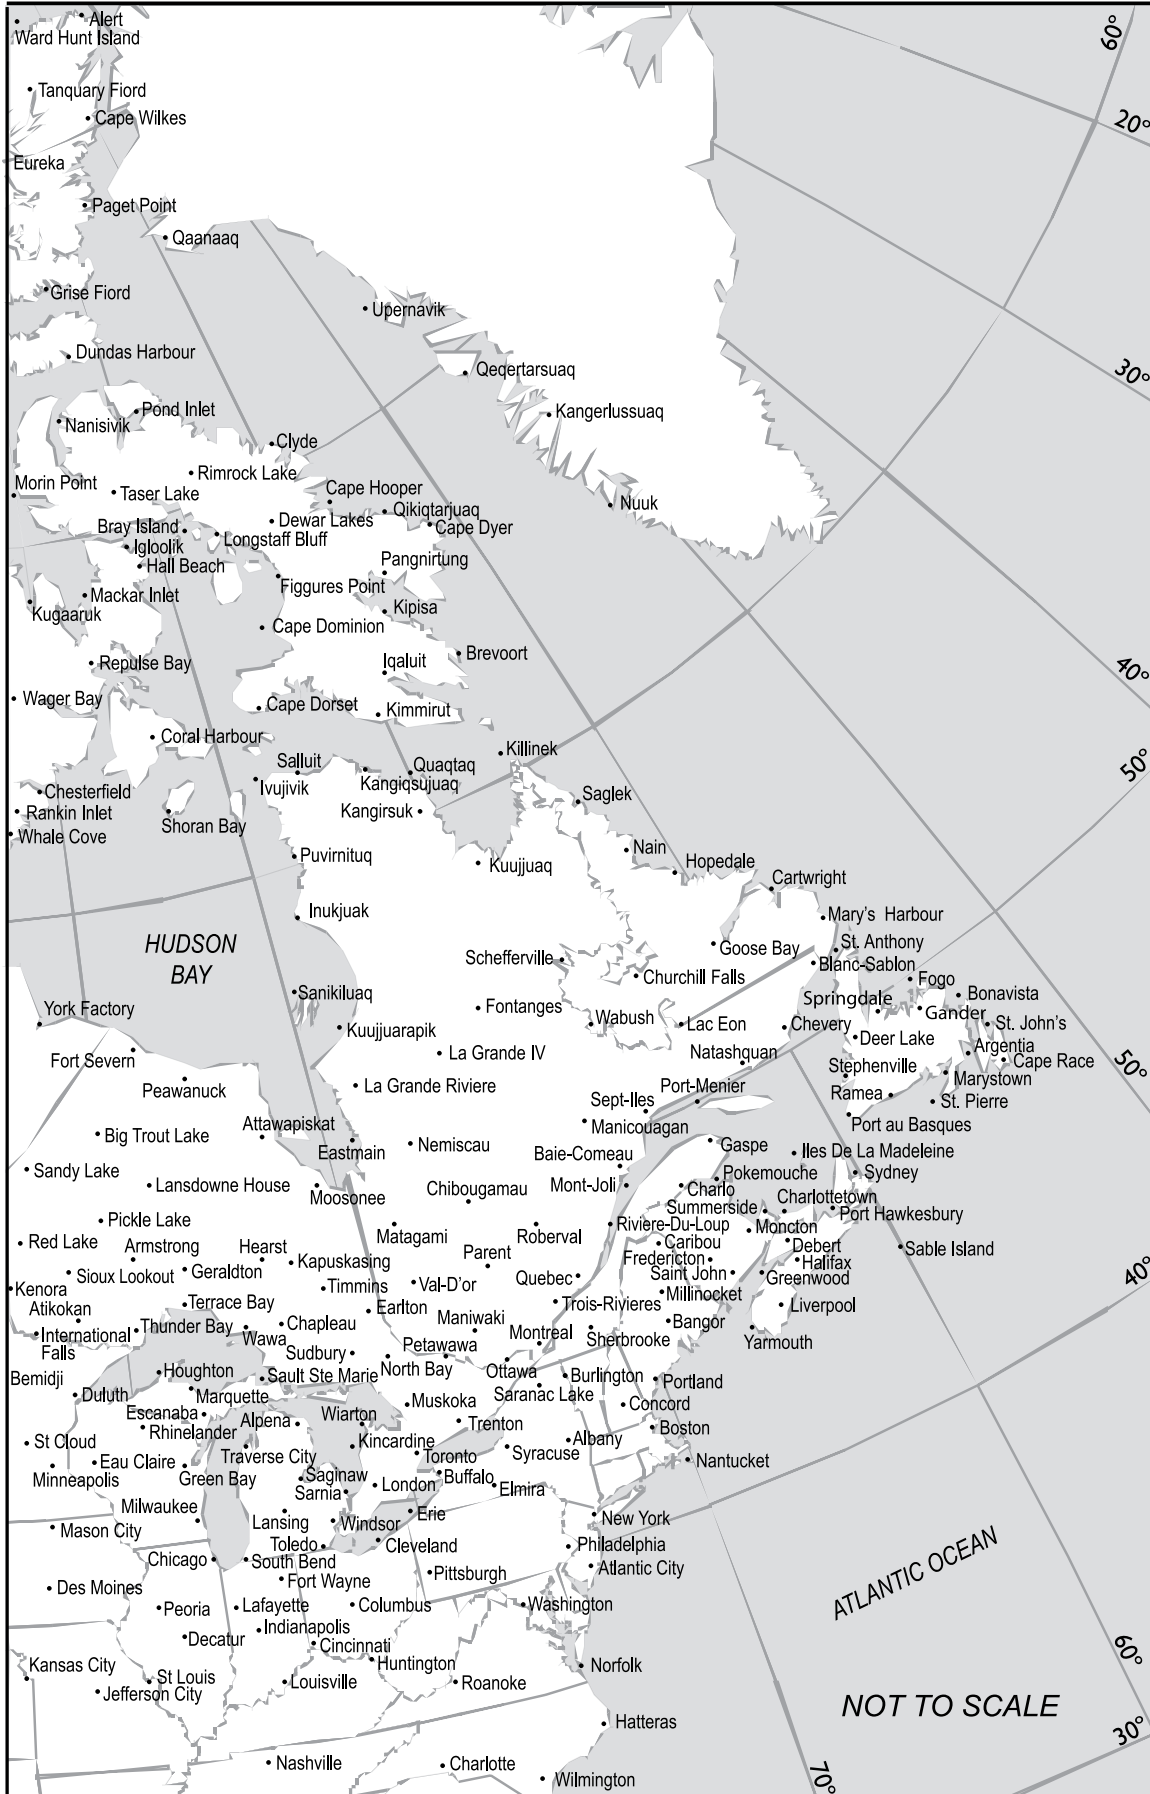 Alert
Ward Hunt Island
60°
Tanquary Fiord
Cape Wilkes
20°
Eureka
Paget Point
Qaanaaq
Grise Fiord
Upernavik
Dundas Harbour
Qeqertarsuaq
30°
Pond Inlet
Kangerlussuaq
Nanisivik
Clyde
Rimrock Lake
Morin Point
Taser Lake
Cape Hooper
Nuuk
Qikiqtarjuaq
Dewar Lakes
Cape Dyer
Bray Island
Longstaff Bluff
Igloolik
Hall Beach
Pangnirtung
Figgures Point
Mackar Inlet
Kugaaruk
Kipisa
Cape Dominion
Brevoort
Repulse Bay
Iqaluit
40°
Wager Bay
Cape Dorset
Kimmirut
Coral Harbour
Killinek
50°
Salluit
Quaqtaq
Kangiqsujuaq
Ivujivik
Chesterfield
Saglek
Rankin Inlet
Kangirsuk
Shoran Bay
Whale Cove
Nain
Puvirnituq
Kuujjuaq
Hopedale
Cartwright
Inukjuak
Mary's Harbour
HUDSON
BAY
Goose Bay
St. Anthony
Schefferville
Blanc-Sablon
Churchill Falls
Fogo
Sanikiluaq
Springdale
Bonavista
York Factory
Fontanges
Gander
Wabush
Lac Eon
Chevery
St. John's
Kuujjuarapik
Deer Lake
Argentia
Fort Severn
La Grande IV
Natashquan
Cape Race
50°
Stephenville
Marystown
Peawanuck
La Grande Riviere
Port-Menier
Ramea
St. Pierre
Sept-Iles
Attawapiskat
Manicouagan
Port au Basques
Big Trout Lake
Eastmain
Nemiscau
Gaspe
Baie-Comeau
Iles De La Madeleine
Sandy Lake
Pokemouche
Sydney
Lansdowne House
Moosonee
Chibougamau
Mont-Joli
Charlo
Charlottetown
Summerside
Port Hawkesbury
Pickle Lake
Matagami
Roberval
Riviere-Du-Loup
Moncton
Red Lake
Armstrong
Hearst
Parent
Caribou
Debert
Sable Island
Kapuskasing
Fredericton
Halifax
Sioux Lookout
Geraldton
Quebec
Saint John
Greenwood
40°
Kenora
Timmins
Val-D'or
Millinocket
Terrace Bay
Earlton
Trois-Rivieres
Liverpool
Atikokan
Maniwaki
Bangor
Thunder Bay
Chapleau
International
Falls
Wawa
Petawawa
Montreal
Sherbrooke
Yarmouth
Sudbury
North Bay
Ottawa
Houghton
Bemidji
Sault Ste Marie
Burlington
Portland
Duluth
Marquette
Saranac Lake
Muskoka
Concord
Escanaba
Alpena
Wiarton
Trenton
Boston
Rhinelander
Albany
St Cloud
Kincardine
Syracuse
Traverse City
Toronto
Nantucket
Eau Claire
Minneapolis
Green Bay
Saginaw
Buffalo
Sarnia
London
Elmira
Milwaukee
Erie
Mason City
Lansing
Windsor
New York
Toledo
Cleveland
Philadelphia
Chicago
South Bend
Pittsburgh
Atlantic City
ATLANTIC OCEAN
Fort Wayne
Des Moines
Peoria
Lafayette
Columbus
Washington
Indianapolis
Decatur
Cincinnati
60°
Kansas City
Huntington
Norfolk
St Louis
Louisville
Roanoke
Jefferson City
NOT TO SCALE
Hatteras
30°
Nashville
Charlotte
Wilmington
70°